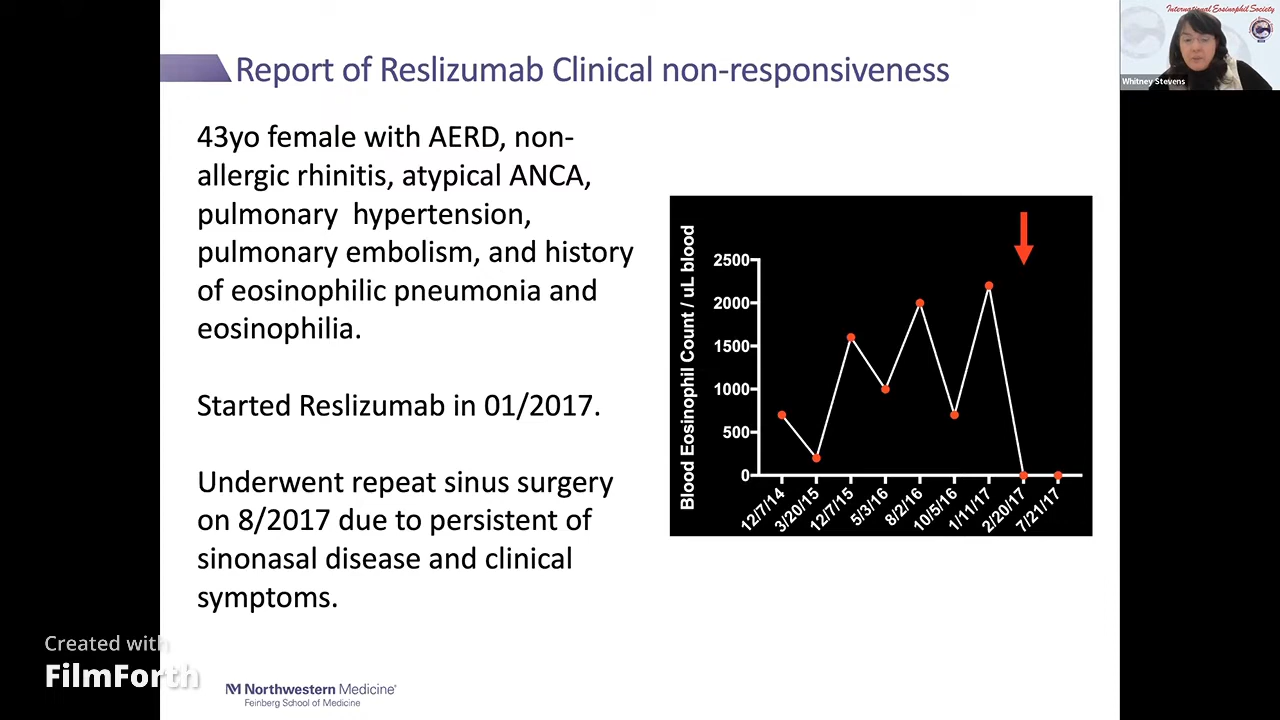 International Eosinophil Society
Whitney Stevens
Report of Reslizumab Clinical non-responsiveness
43yo female with AERD, non-
allergic rhinitis, atypical ANCA,
pulmonary hypertension,
pulmonary embolism, and history
of eosinophilic pneumonia and
eosinophilia.
Started Reslizumab in 01/2017.
Underwent repeat sinus surgery
on 8/2017 due to persistent of
sinonasal disease and clinical
symptoms.
Blood Eosinophil Count / uL blood
2500
2000
1500
1000
500
0
12/7/14
3/20/15
12/7/15
5/3/16
8/2/16
10/5/16
1/11/17
2/20/17
7/21/17
Created with
FilmForth
Northwestern Medicine®
Feinberg School of Medicine